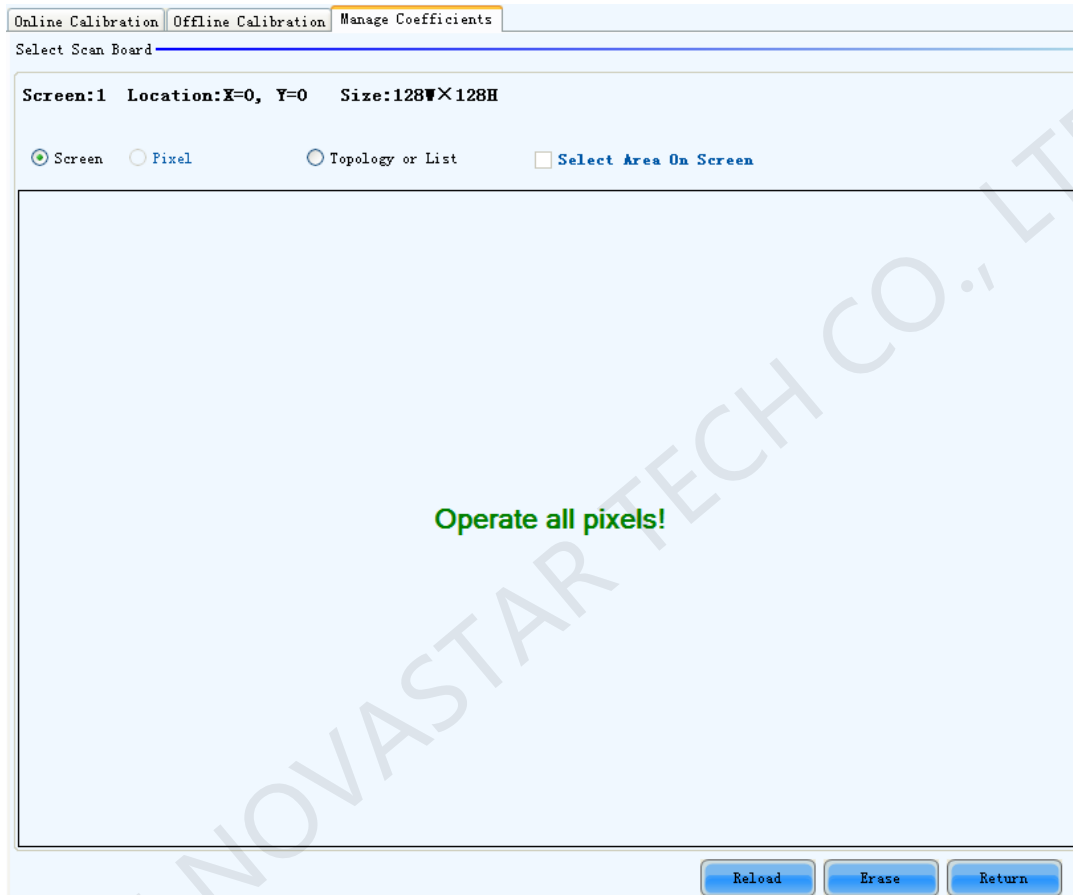 Online Calibration Offline Calibration Manage Coefficients
Select Scan Board
Screen:1 Location:X=0, Y=0 Size:128W×128H
Screen Pixel Topology or List Select Area On Screen
Operate all pixels!
NOVASTAR TECH CO., LT
Reload Erase Return